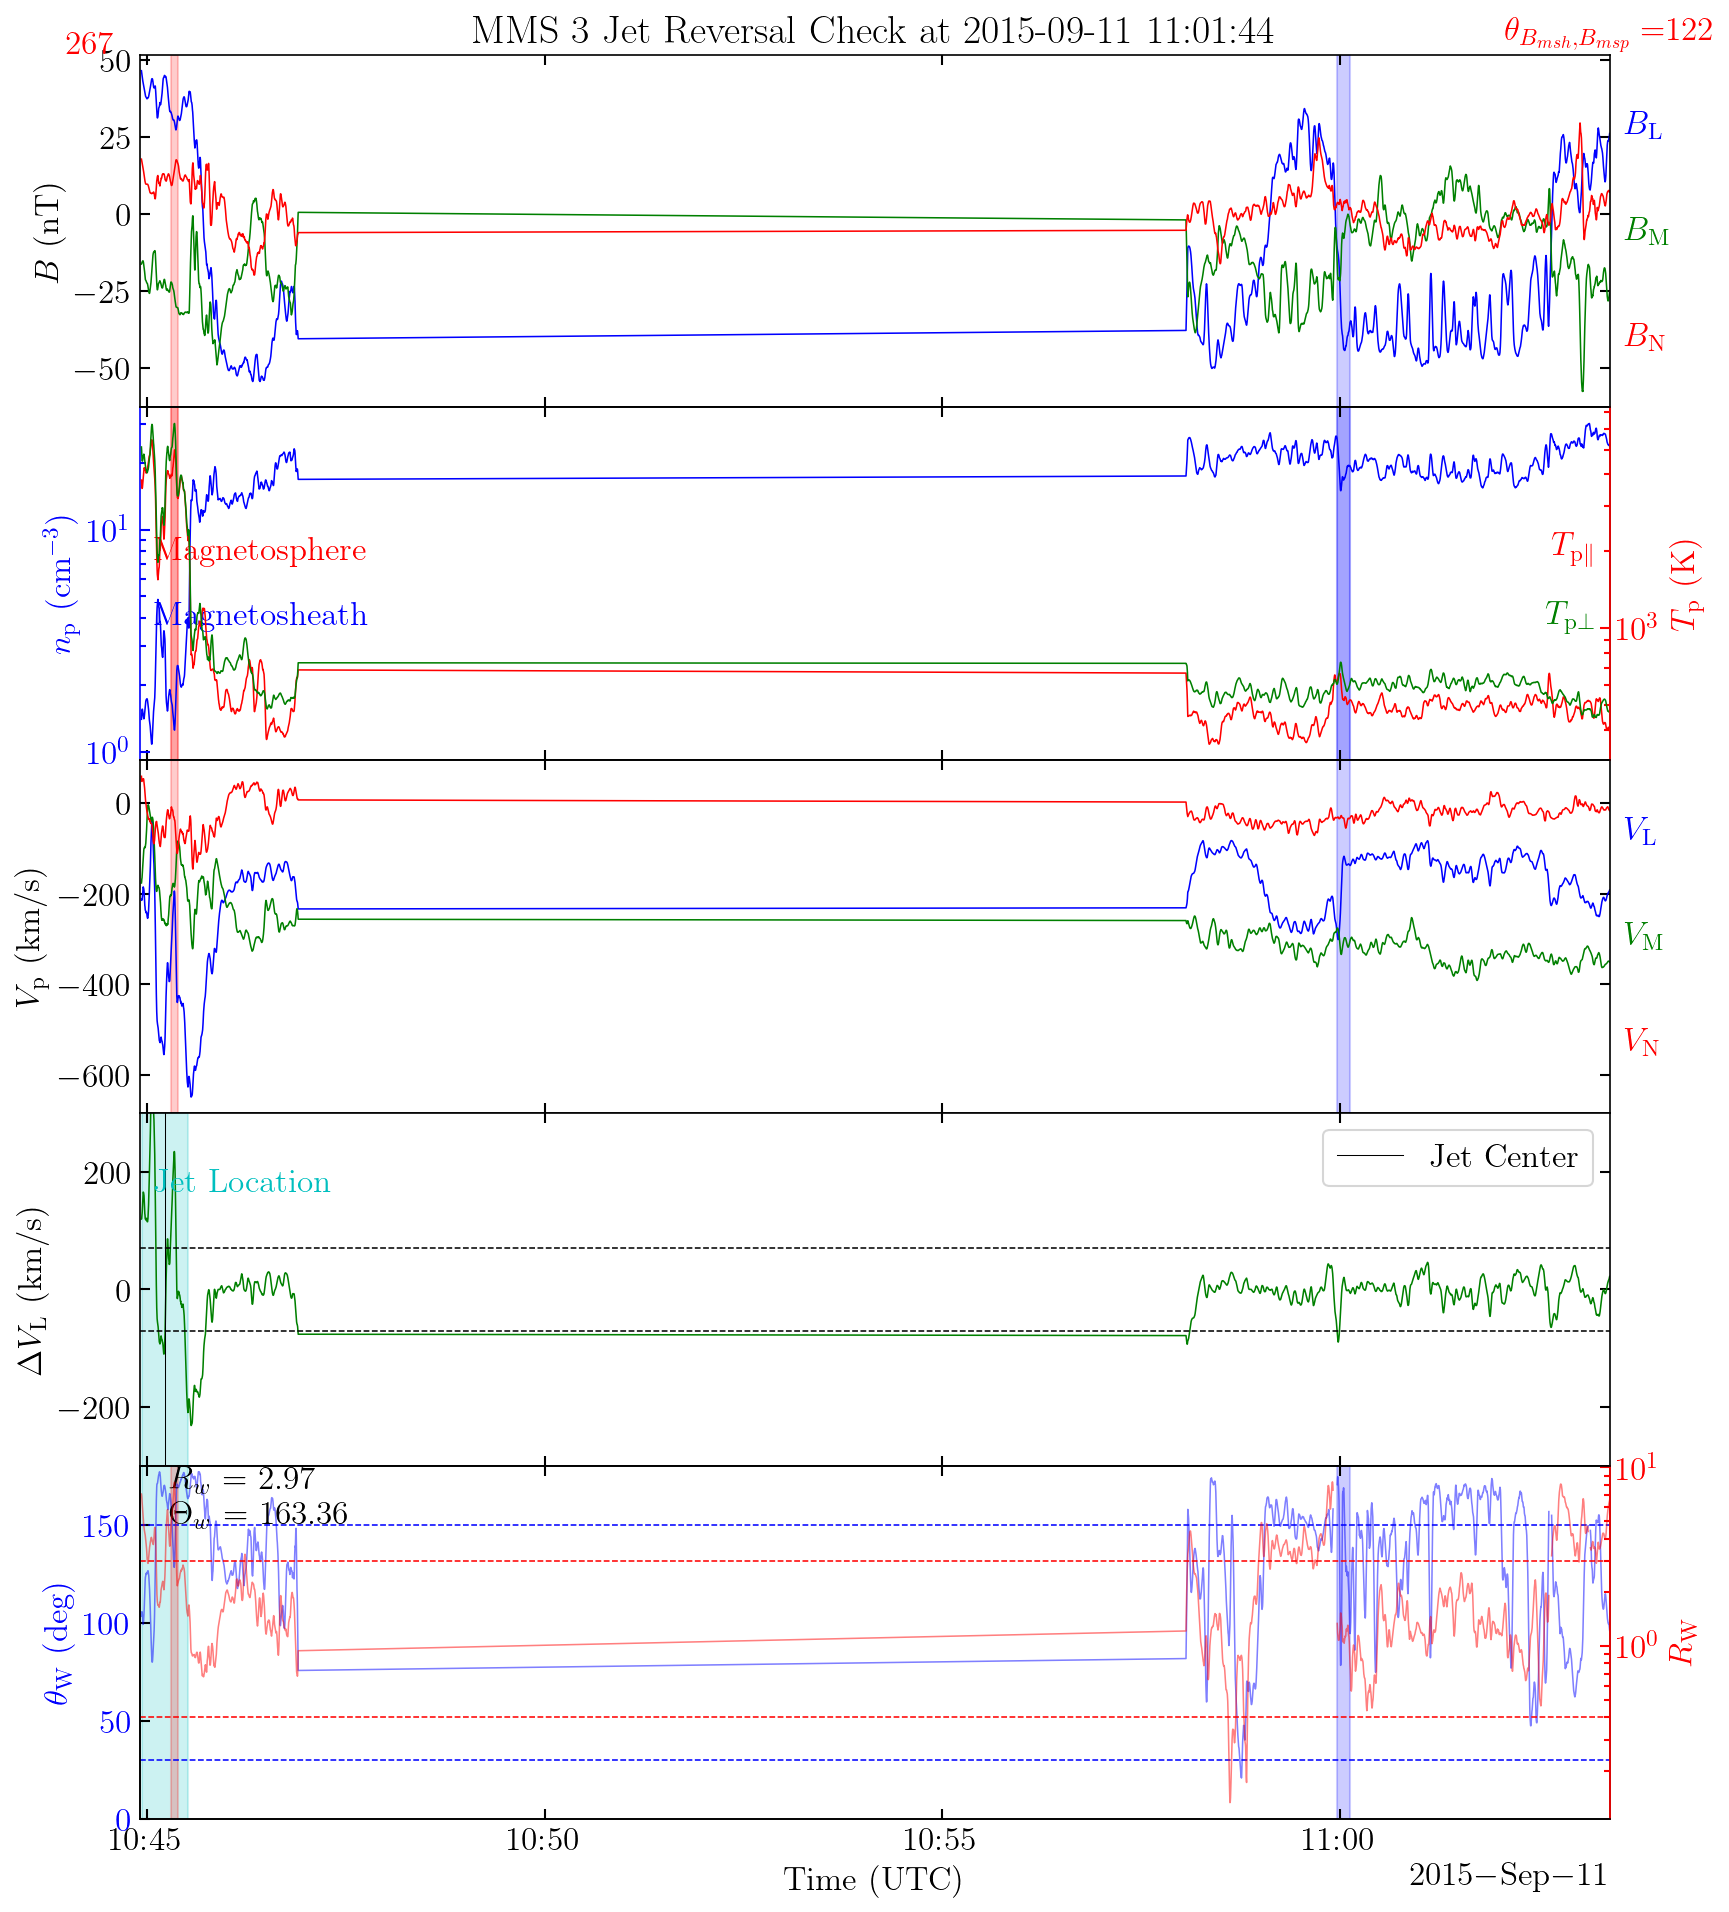 MMS 3 Jet Reversal Check at 2015-09-11 11:01:44
267
θ_{B_{msh},B_{msp}} =122
50
25
0
−25
−50
B (nT)
B_L
B_M
B_N
10^1
10^0
n_p (cm^{−3})
Magnetosphere
Magnetosheath
T_{p∥}
T_{p⊥}
10^3
T_p (K)
0
−200
−400
−600
V_p (km/s)
V_L
V_M
V_N
200
0
−200
ΔV_L (km/s)
Jet Location
Jet Center
R_w = 2.97
Θ_w = 163.36
150
100
50
0
θ_W (deg)
10^1
10^0
R_W
10:45
10:50
10:55
11:00
Time (UTC)
2015−Sep−11